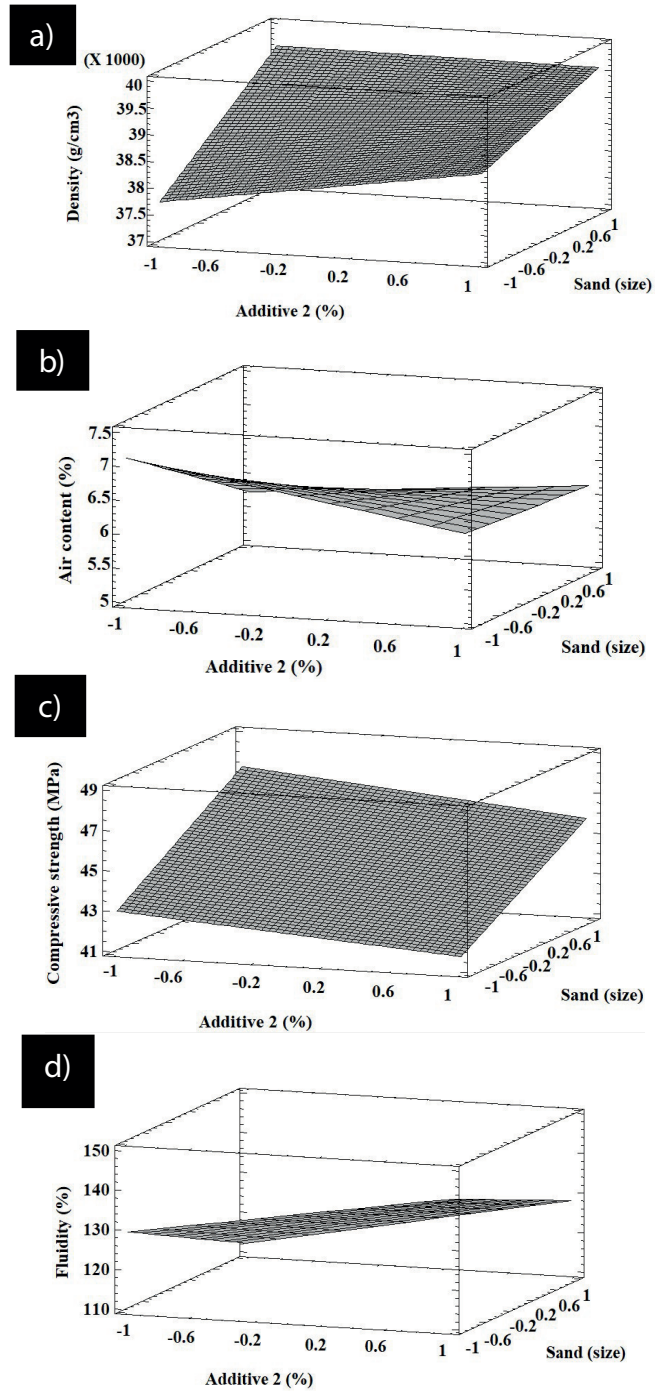 a)
(X 1000)
40
39.5
39
38.5
38
37.5
37
Density (g/cm3)
-1 -0.6 -0.2 0.2 0.6 1
Additive 2 (%)
-1 -0.6 -0.2 0.2 0.6 1
Sand (size)
b)
7.5
7
6.5
6
5.5
5
Air content (%)
-1 -0.6 -0.2 0.2 0.6 1
Additive 2 (%)
-1 -0.6 -0.2 0.2 0.6 1
Sand (size)
c)
49
47
45
43
41
Compressive strength (MPa)
-1 -0.6 -0.2 0.2 0.6 1
Additive 2 (%)
-1 -0.6 -0.2 0.2 0.6 1
Sand (size)
d)
150
140
130
120
110
Fluidity (%)
-1 -0.6 -0.2 0.2 0.6 1
Additive 2 (%)
-1 -0.6 -0.2 0.2 0.6 1
Sand (size)